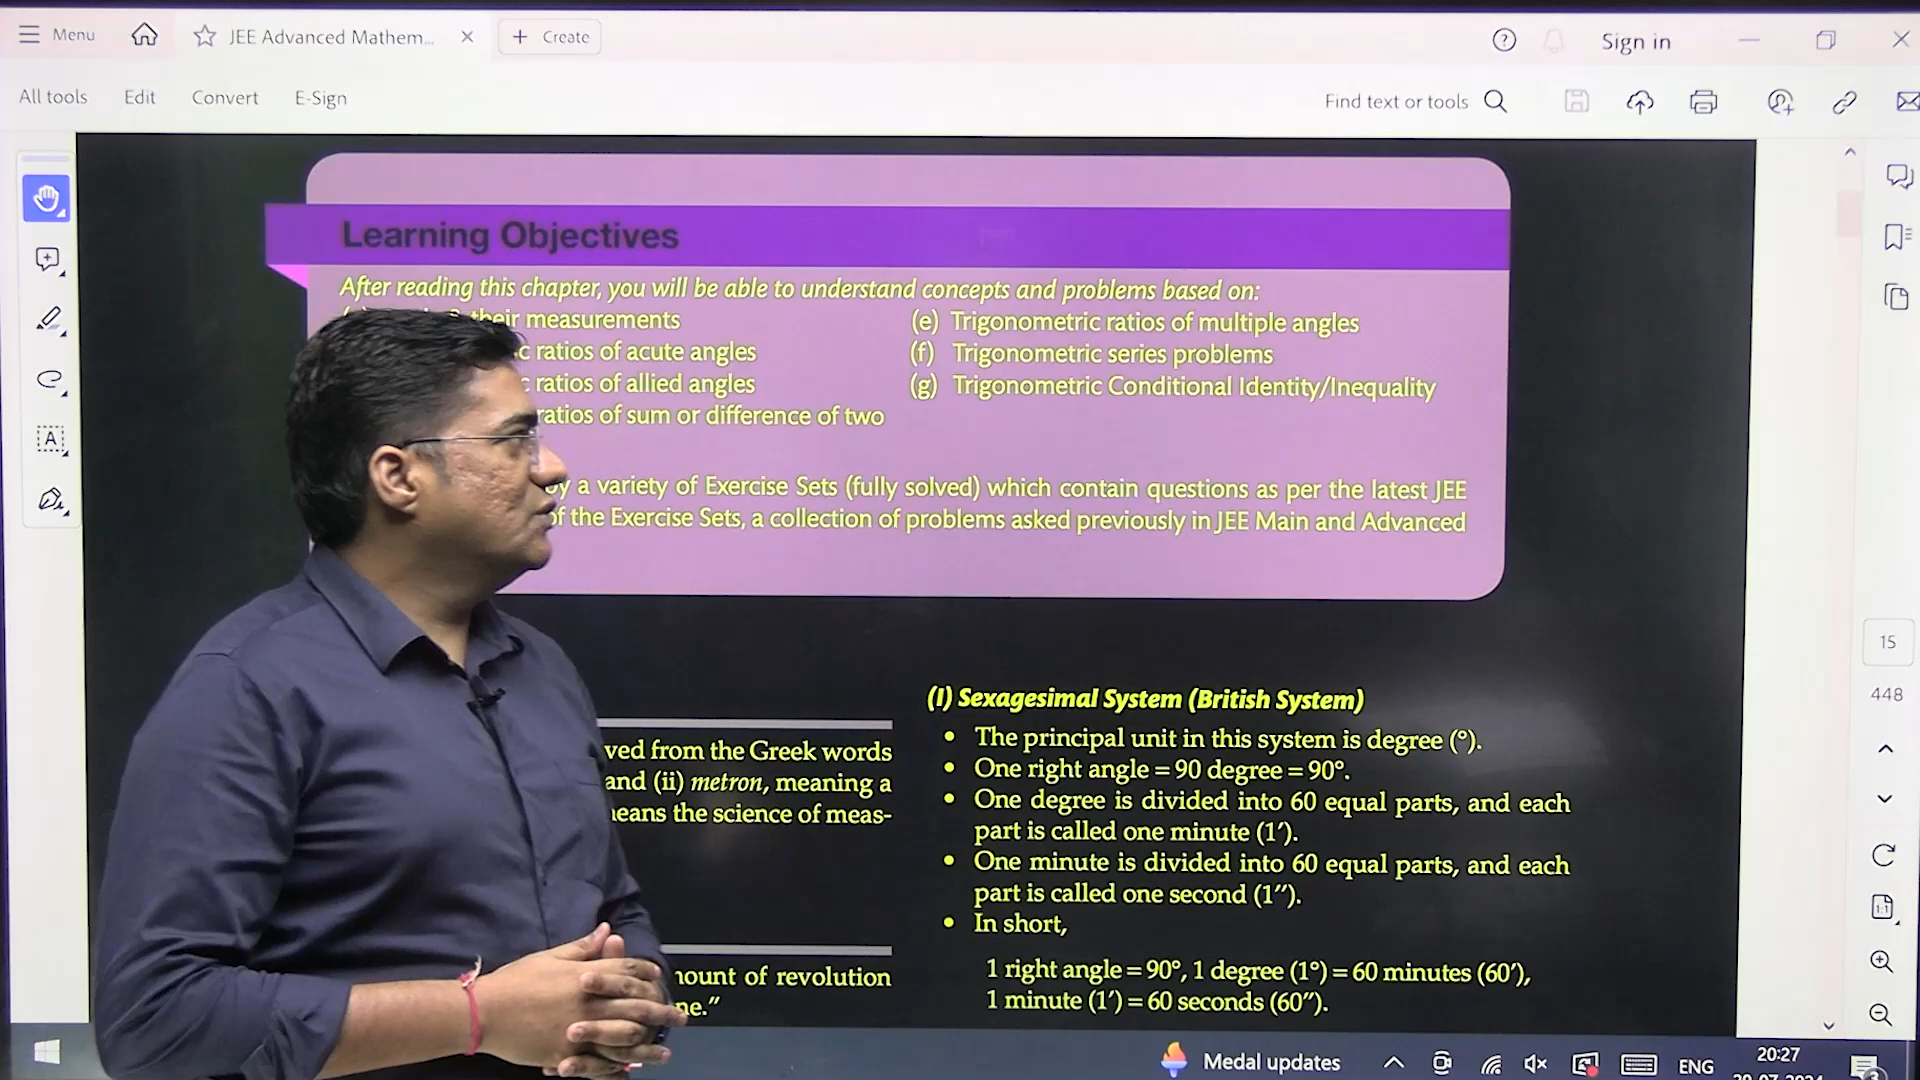 Menu
JEE Advanced Mathem...
Create
Sign in
All tools Edit Convert E-Sign
Find text or tools
Learning Objectives
After reading this chapter, you will be able to understand concepts and problems based on:
their measurements
c ratios of acute angles
c ratios of allied angles
ratios of sum or difference of two
(e) Trigonometric ratios of multiple angles
(f) Trigonometric series problems
(g) Trigonometric Conditional Identity/Inequality
by a variety of Exercise Sets (fully solved) which contain questions as per the latest JEE
of the Exercise Sets, a collection of problems asked previously in JEE Main and Advanced
ved from the Greek words
and (ii) metron, meaning a
means the science of meas-
mount of revolution
ne."
(I) Sexagesimal System (British System)
• The principal unit in this system is degree (°).
• One right angle = 90 degree = 90°.
• One degree is divided into 60 equal parts, and each
part is called one minute (1′).
• One minute is divided into 60 equal parts, and each
part is called one second (1″).
• In short,
1 right angle = 90°, 1 degree (1°) = 60 minutes (60′),
1 minute (1′) = 60 seconds (60″).
15
448
1:1
Medal updates
ENG
20:27